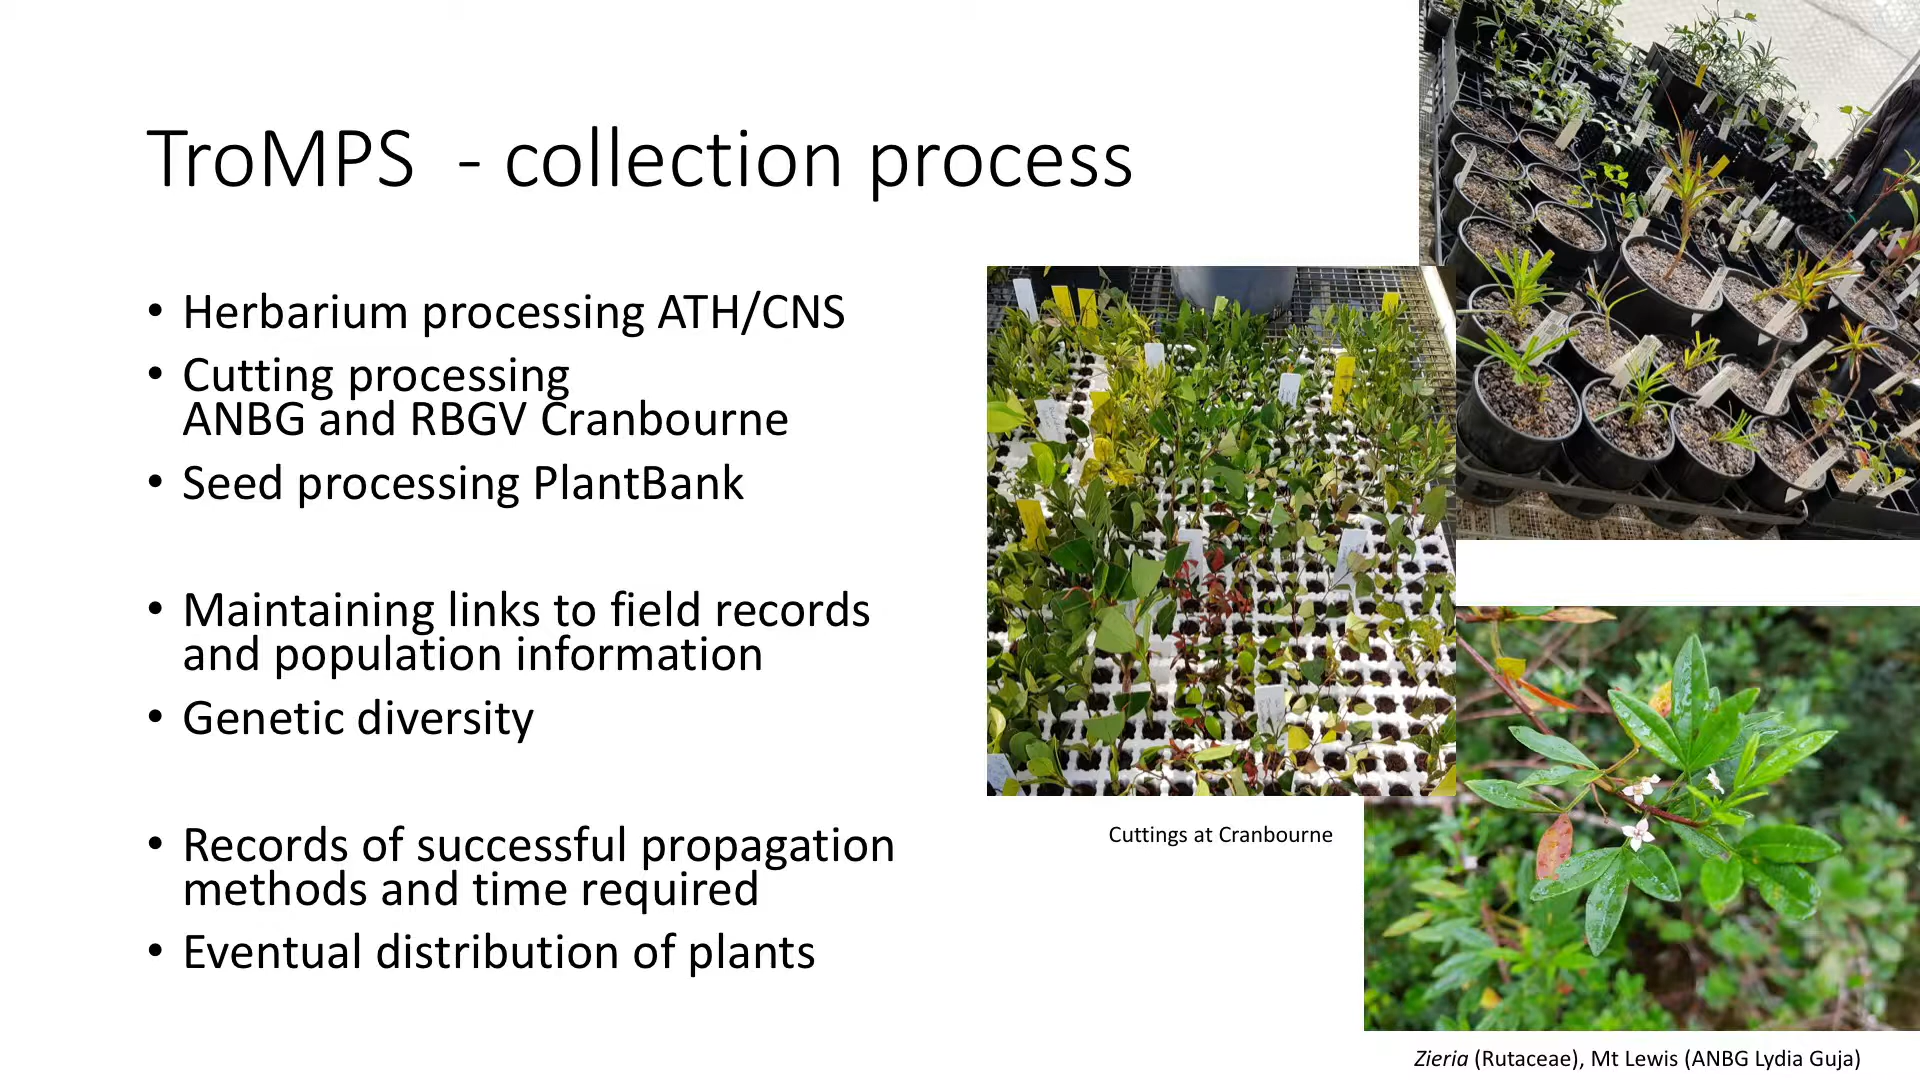 TroMPS  - collection process
• Herbarium processing ATH/CNS
• Cutting processing
ANBG and RBGV Cranbourne
• Seed processing PlantBank
• Maintaining links to field records
and population information
• Genetic diversity
• Records of successful propagation
methods and time required
• Eventual distribution of plants
Cuttings at Cranbourne
Zieria (Rutaceae), Mt Lewis (ANBG Lydia Guja)